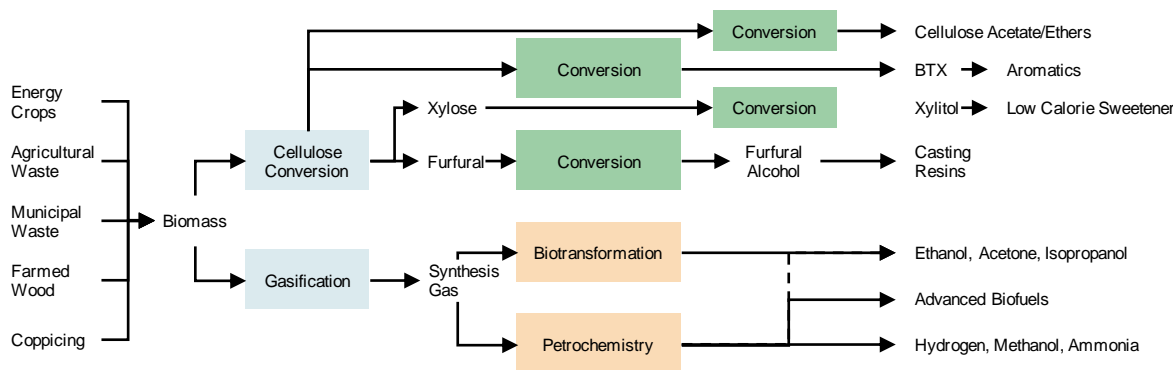 Conversion
Cellulose Acetate/Ethers
Conversion
BTX
Aromatics
Energy
Crops
Xylose
Conversion
Xylitol
Low Calorie Sweetener
Agricultural
Waste
Cellulose
Conversion
Furfural
Conversion
Furfural
Alcohol
Casting
Resins
Municipal
Waste
Biomass
Farmed
Wood
Gasification
Synthesis
Gas
Biotransformation
Ethanol, Acetone, Isopropanol
Advanced Biofuels
Coppicing
Petrochemistry
Hydrogen, Methanol, Ammonia